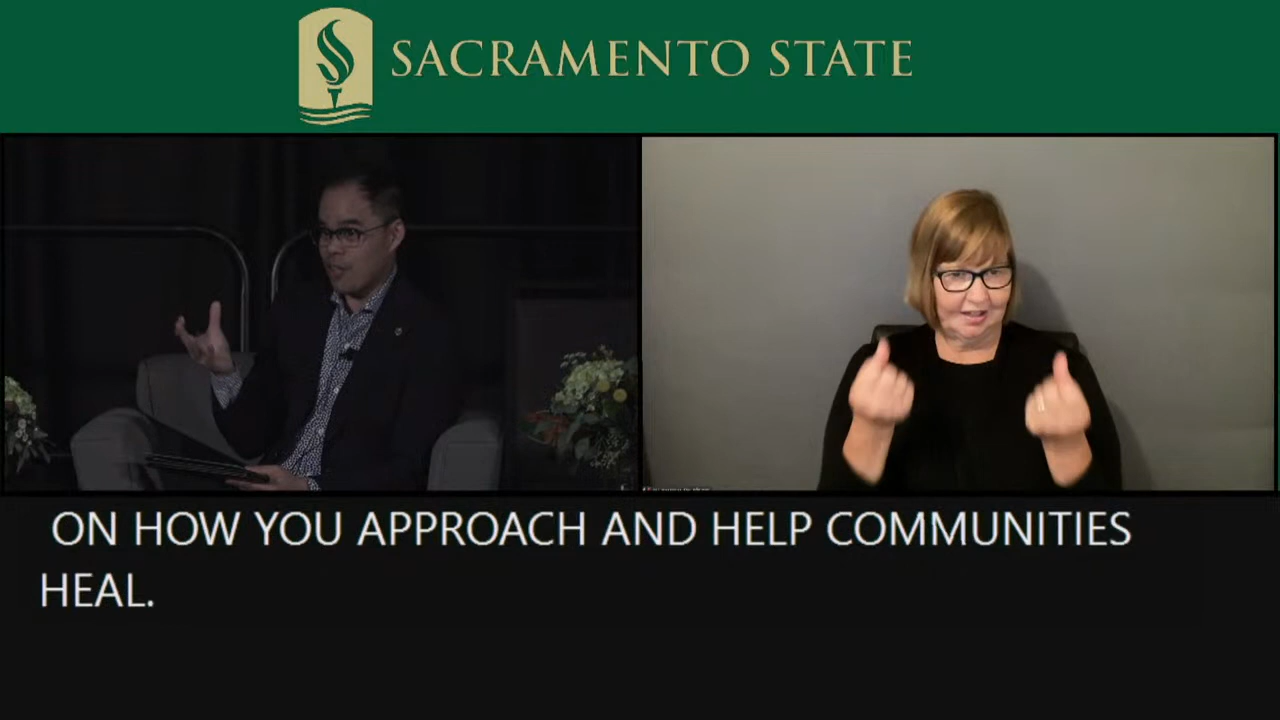 SACRAMENTO STATE
ON HOW YOU APPROACH AND HELP COMMUNITIES
HEAL.